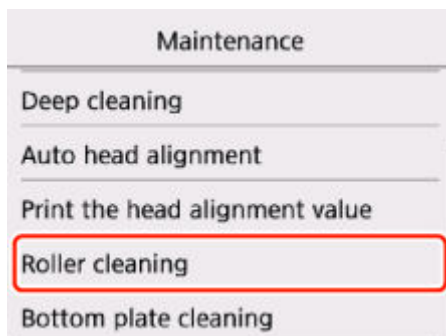 Maintenance
Deep cleaning
Auto head alignment
Print the head alignment value
Roller cleaning
Bottom plate cleaning